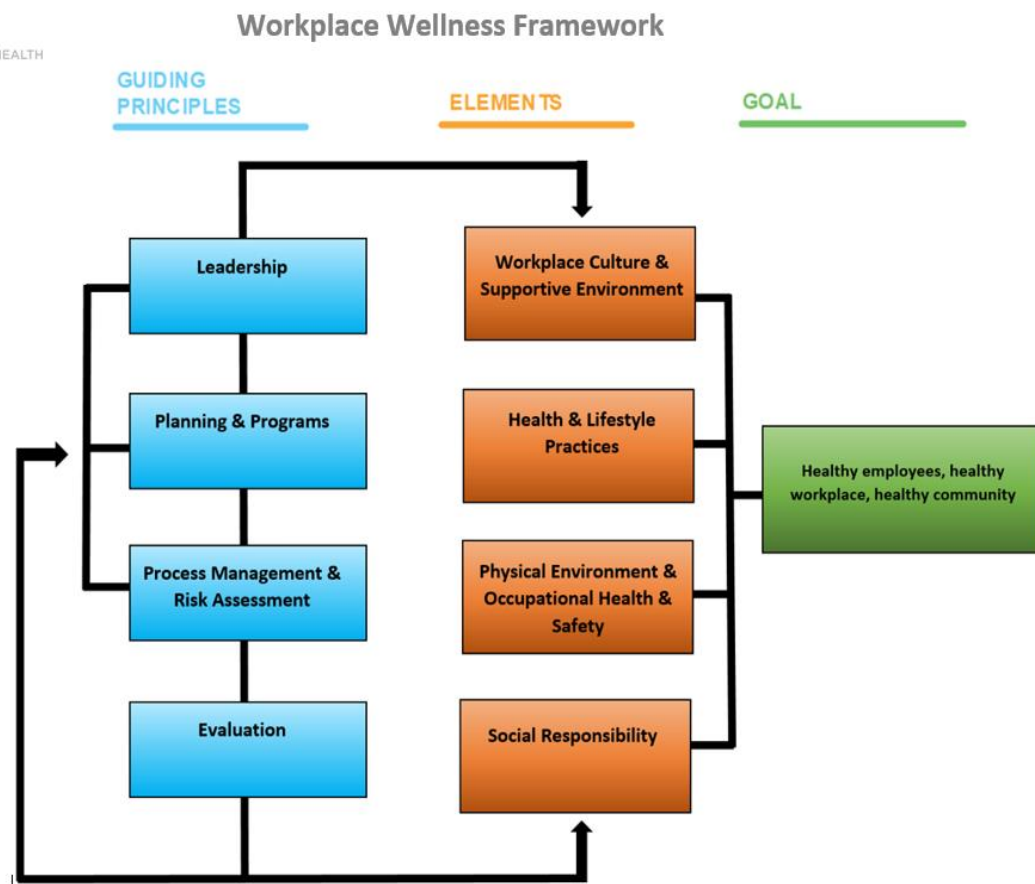 Workplace Wellness Framework
HEALTH
GUIDING
PRINCIPLES
ELEMENTS
GOAL
Leadership
Planning & Programs
Process Management &
Risk Assessment
Evaluation
Workplace Culture &
Supportive Environment
Health & Lifestyle
Practices
Physical Environment &
Occupational Health &
Safety
Social Responsibility
Healthy employees, healthy
workplace, healthy community